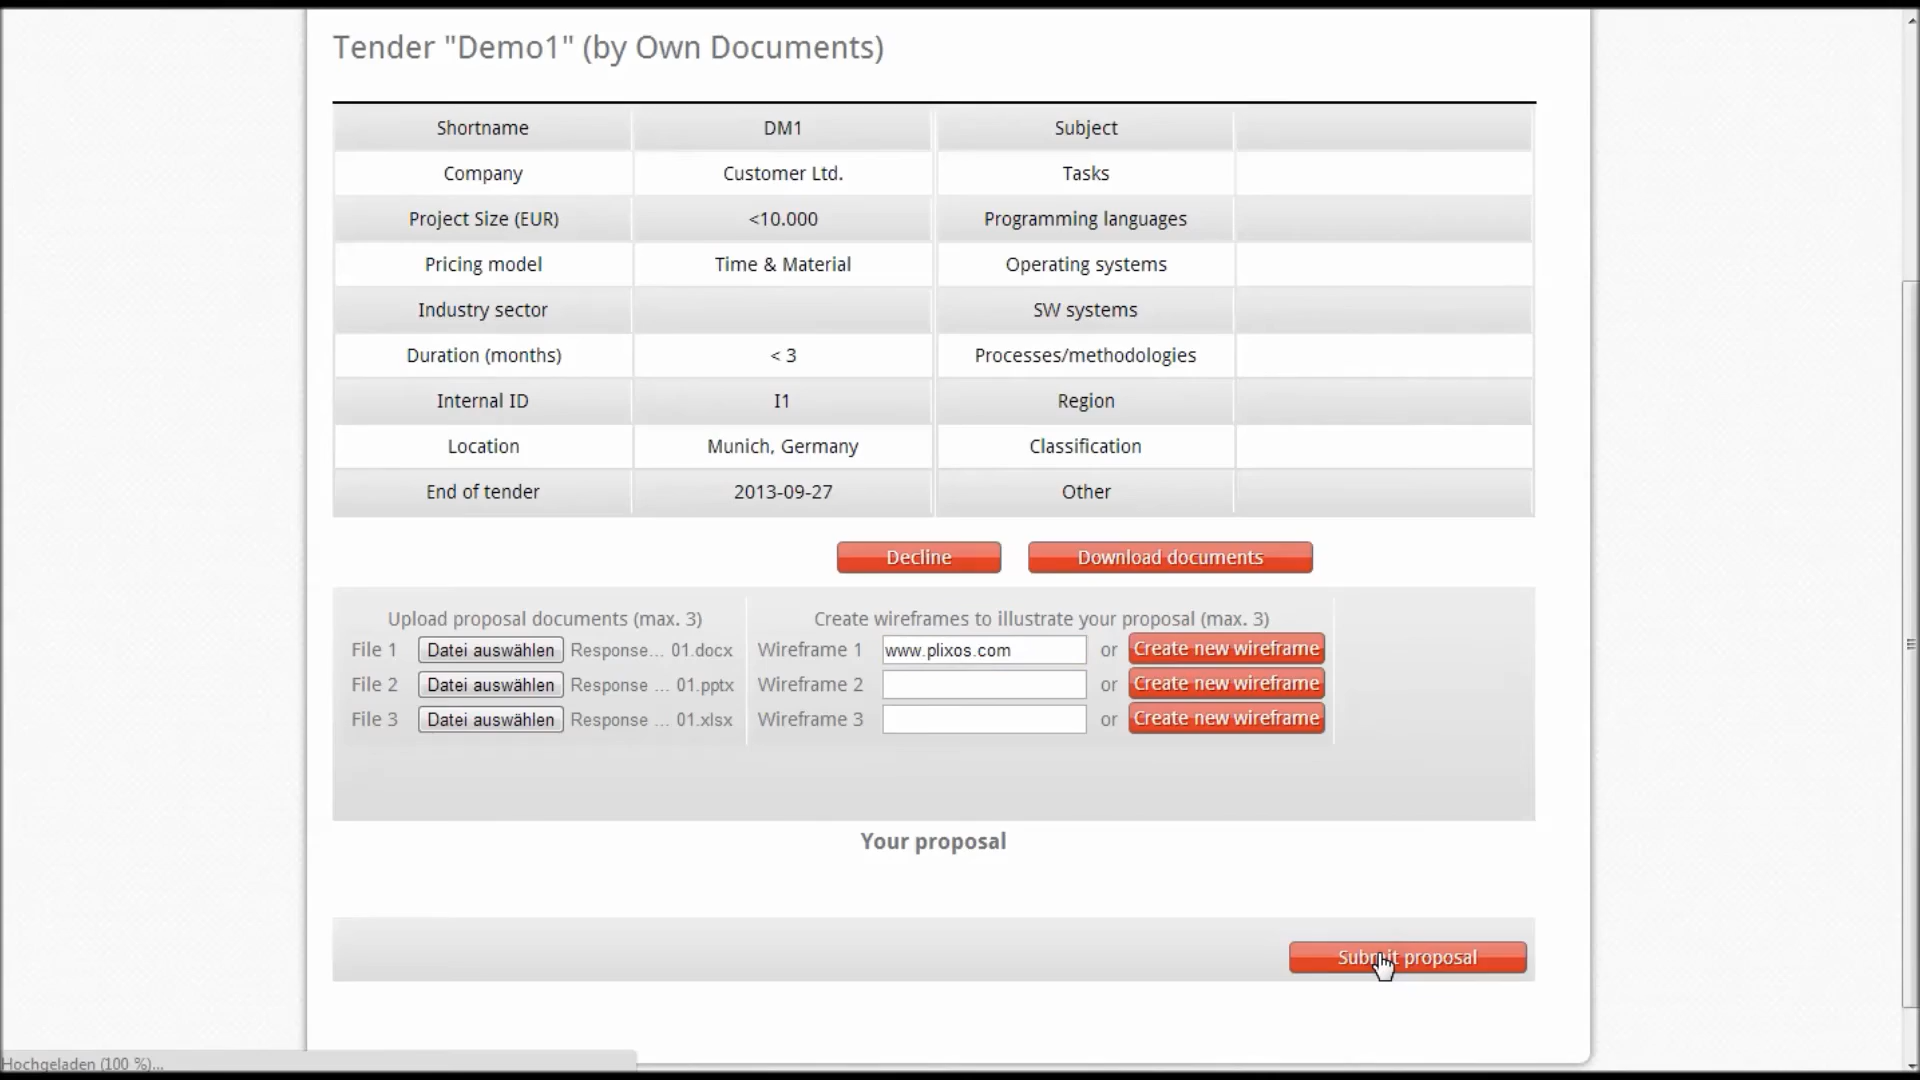 Tender "Demo1" (by Own Documents)
Shortname DM1 Subject
Company Customer Ltd. Tasks
Project Size (EUR) <10.000 Programming languages
Pricing model Time & Material Operating systems
Industry sector SW systems
Duration (months) < 3 Processes/methodologies
Internal ID I1 Region
Location Munich, Germany Classification
End of tender 2013-09-27 Other
Decline Download documents
Upload proposal documents (max. 3) Create wireframes to illustrate your proposal (max. 3)
File 1 Datei auswählen Response... 01.docx Wireframe 1 www.plixos.com or Create new wireframe
File 2 Datei auswählen Response ... 01.pptx Wireframe 2 or Create new wireframe
File 3 Datei auswählen Response ... 01.xlsx Wireframe 3 or Create new wireframe
Your proposal
Submit proposal
Hochgeladen (100 %)...